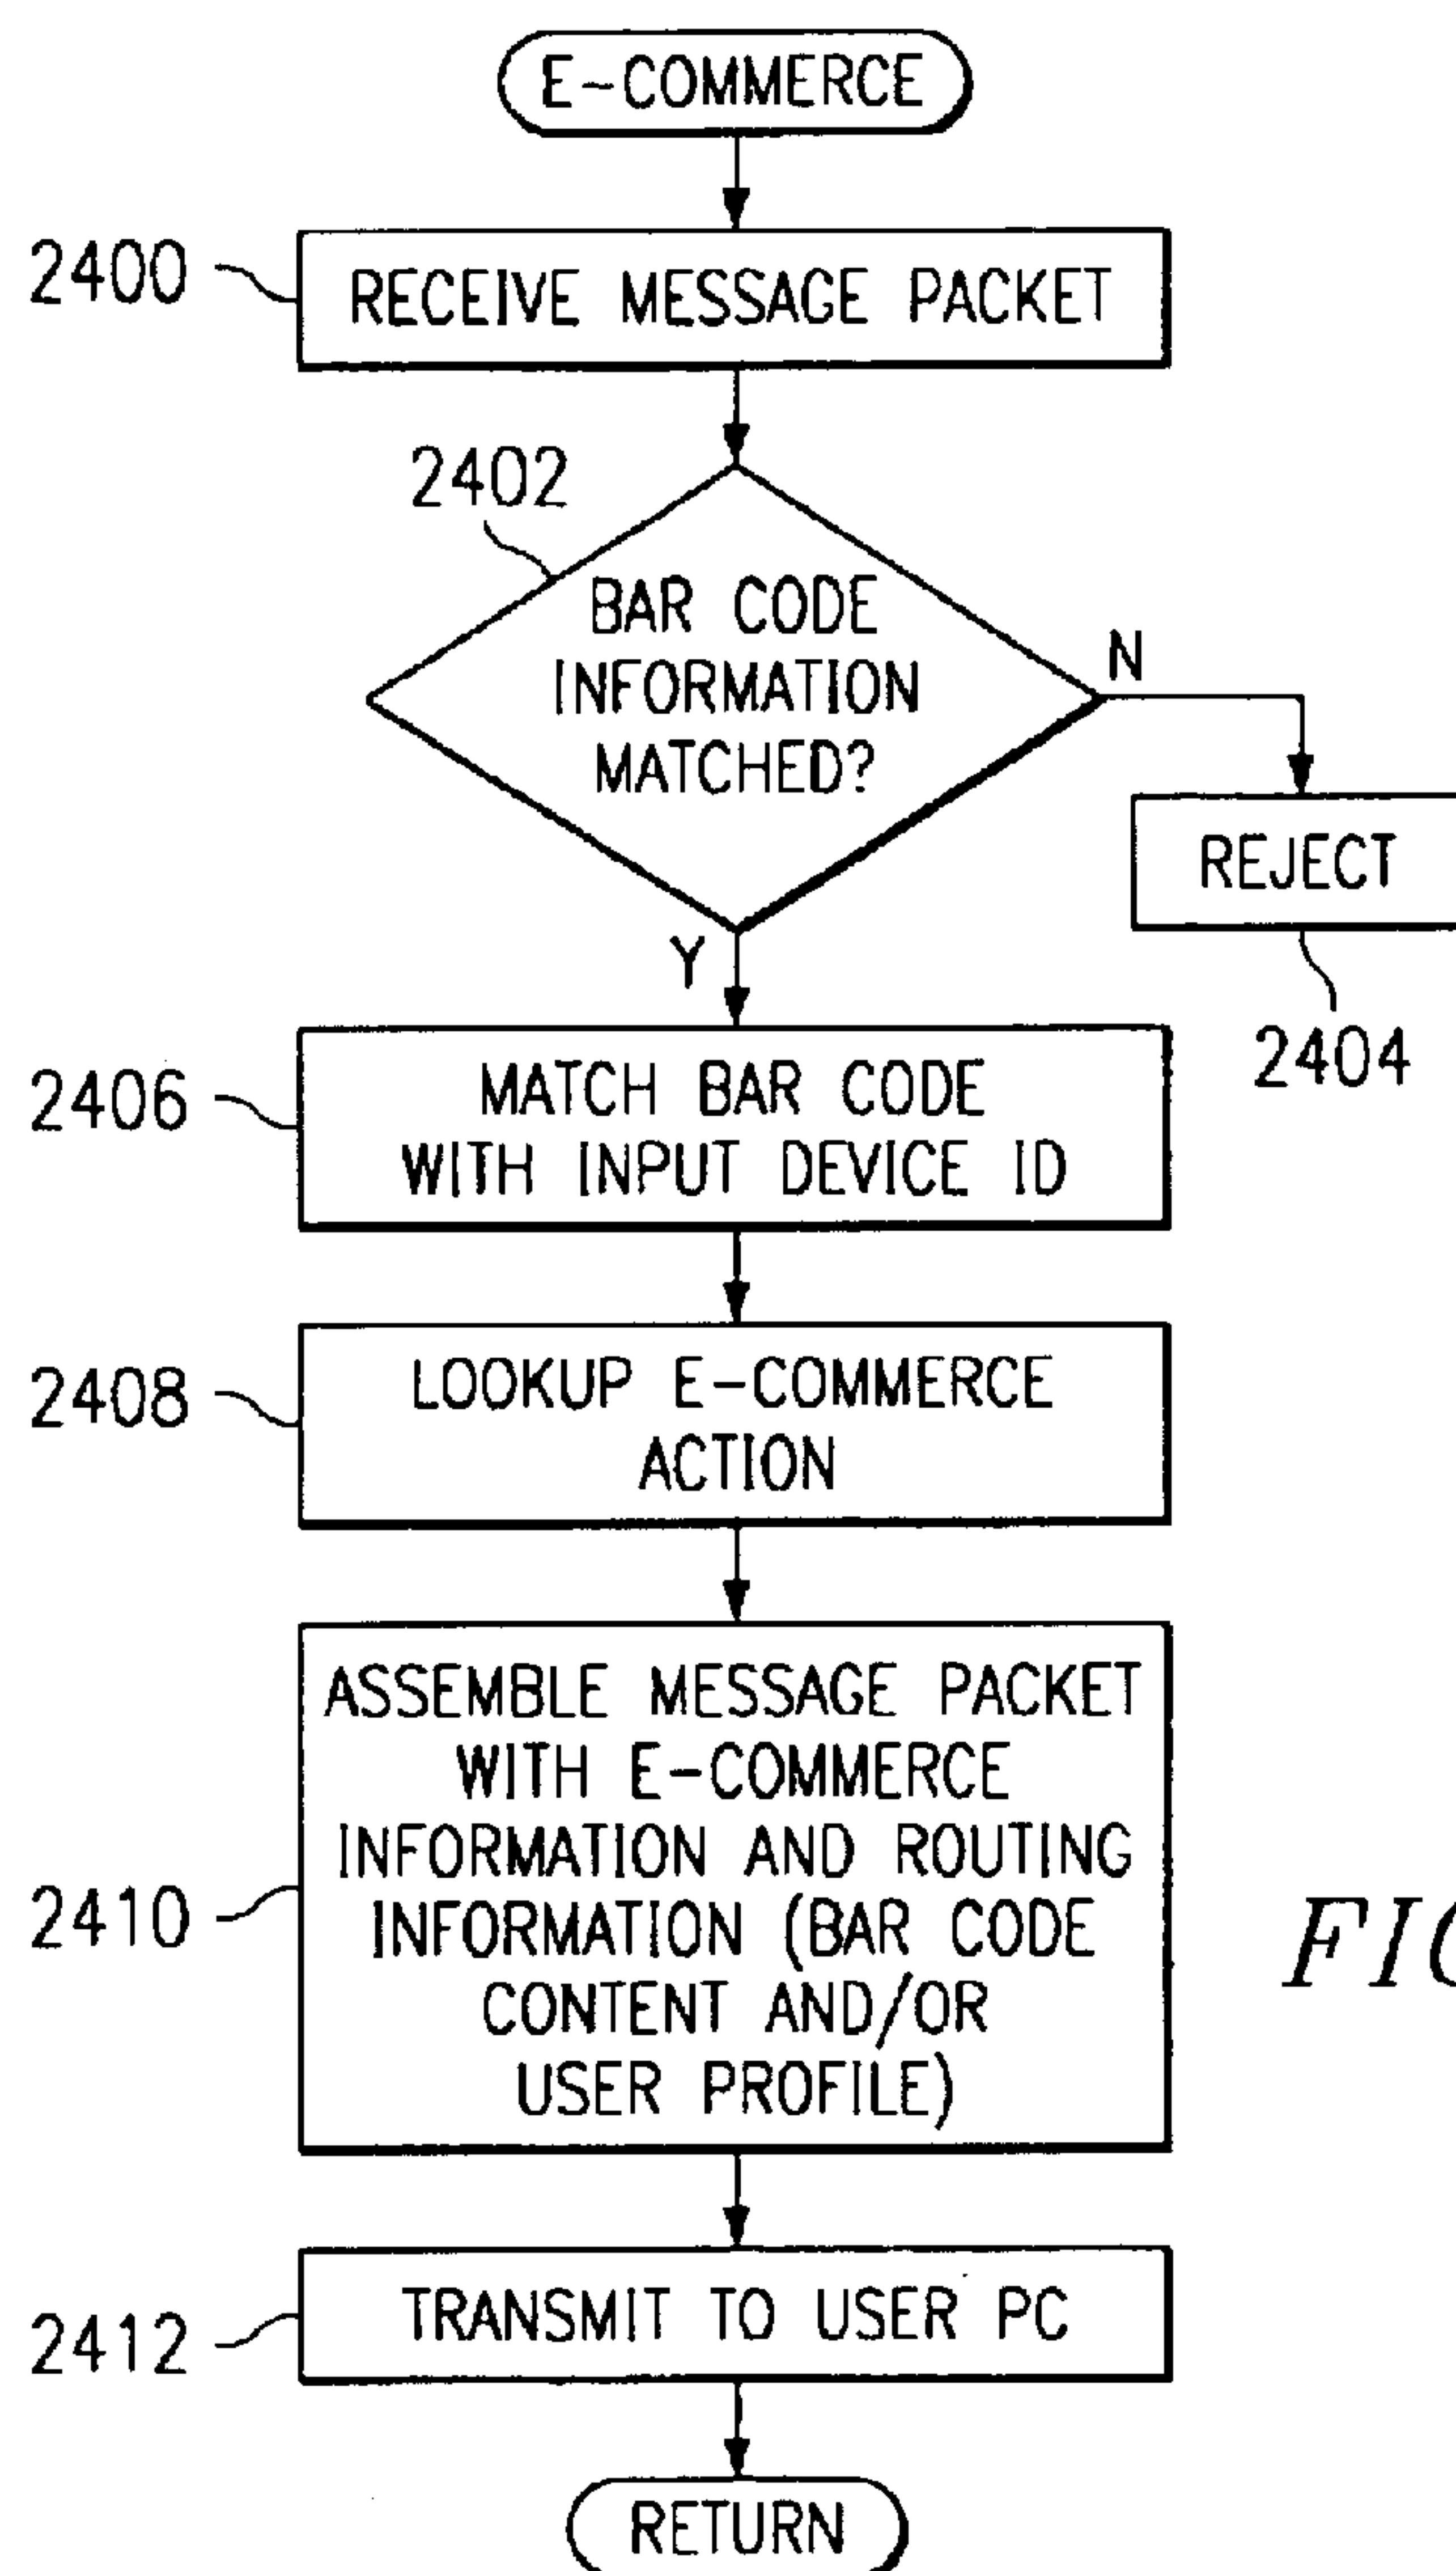 E-COMMERCE
2400
RECEIVE MESSAGE PACKET
2402
BAR CODE
INFORMATION
MATCHED?
N
REJECT
2404
Y
2406
MATCH BAR CODE
WITH INPUT DEVICE ID
2408
LOOKUP E-COMMERCE
ACTION
2410
ASSEMBLE MESSAGE PACKET
WITH E-COMMERCE
INFORMATION AND ROUTING
INFORMATION (BAR CODE
CONTENT AND/OR
USER PROFILE)
2412
TRANSMIT TO USER PC
RETURN